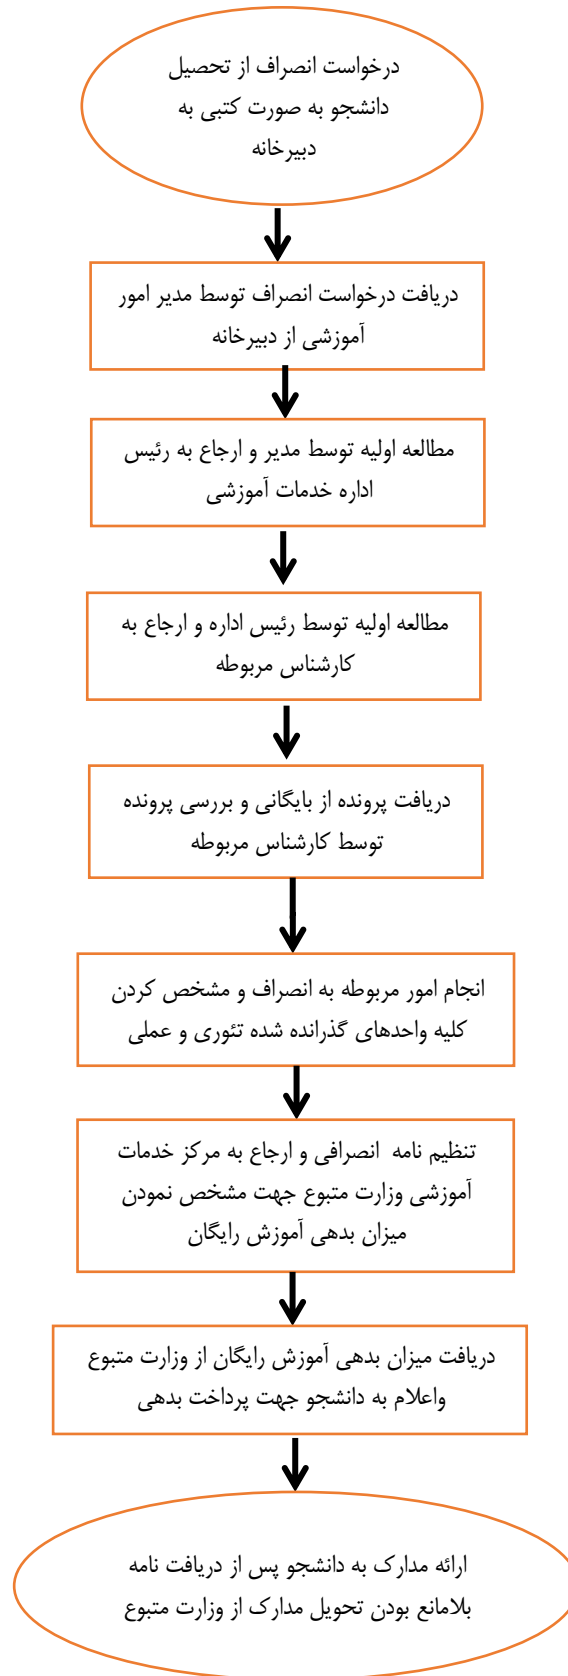 درخواست انصراف از تحصیل
دانشجو به صورت کتبی به
دبیرخانه
دریافت درخواست انصراف توسط مدیر امور
آموزشی از دبیرخانه
مطالعه اولیه توسط مدیر و ارجاع به رئیس
اداره خدمات آموزشی
مطالعه اولیه توسط رئیس اداره و ارجاع به
کارشناس مربوطه
دریافت پرونده از بایگانی و بررسی پرونده
توسط کارشناس مربوطه
انجام امور مربوطه به انصراف و مشخص کردن
کلیه واحدهای گذرانده شده تئوری و عملی
تنظیم نامه انصرافی و ارجاع به مرکز خدمات
آموزشی وزارت متبوع جهت مشخص نمودن
میزان بدهی آموزش رایگان
دریافت میزان بدهی آموزش رایگان از وزارت متبوع
واعلام به دانشجو جهت پرداخت بدهی
ارائه مدارک به دانشجو پس از دریافت نامه
بلامانع بودن تحویل مدارک از وزارت متبوع